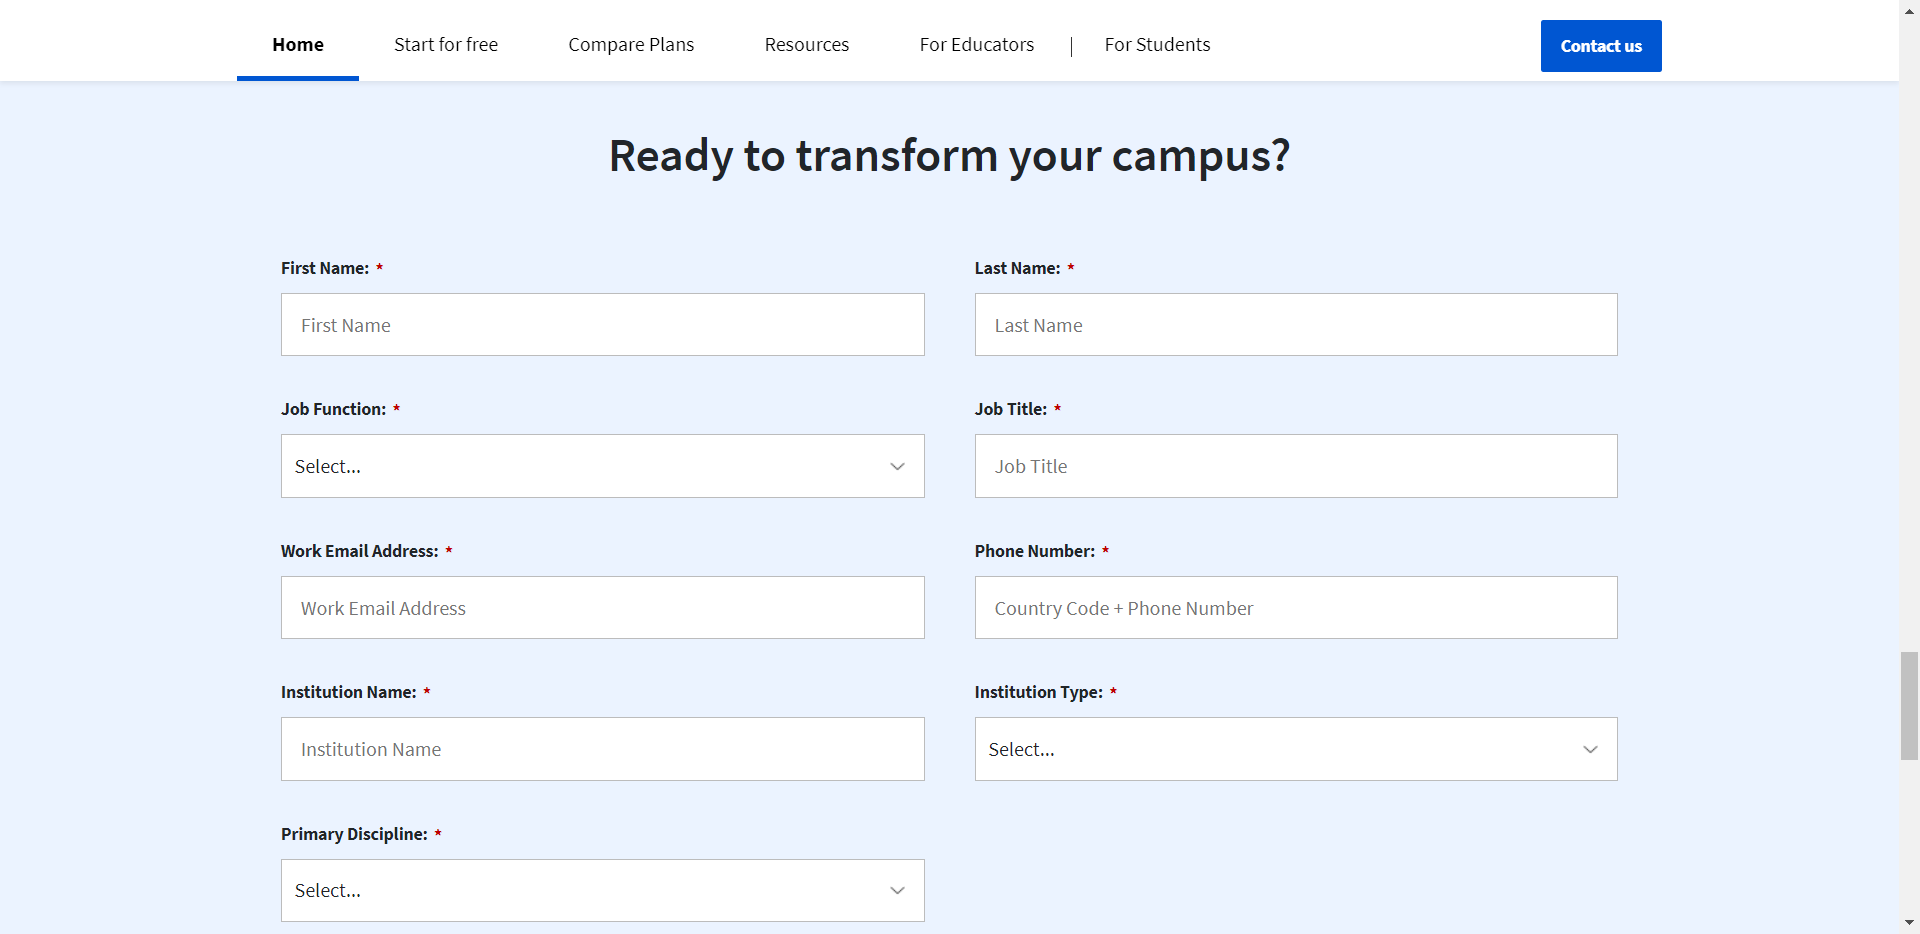 Home Start for free Compare Plans Resources For Educators | For Students Contact us
Ready to transform your campus?
First Name: * Last Name: *
First Name Last Name
Job Function: * Job Title: *
Select... Job Title
Work Email Address: * Phone Number: *
Work Email Address Country Code + Phone Number
Institution Name: * Institution Type: *
Institution Name Select...
Primary Discipline: *
Select...